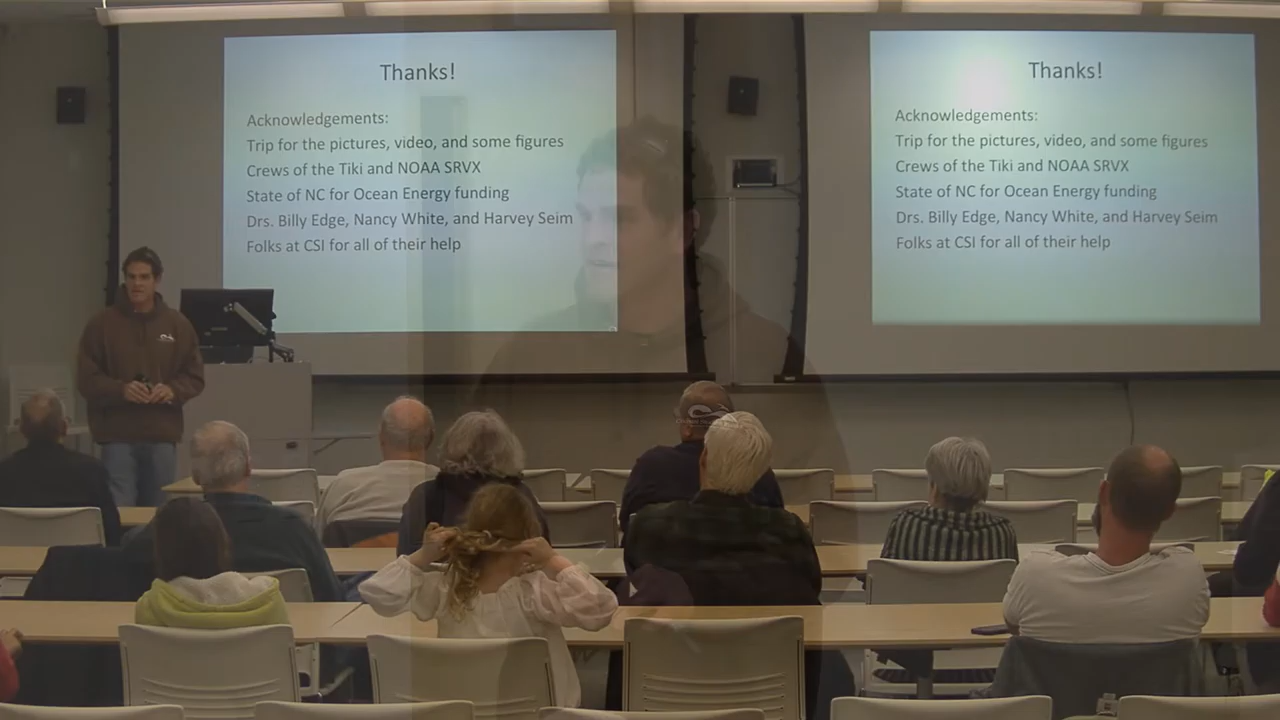 Thanks!
Acknowledgements:
Trip for the pictures, video, and some figures
Crews of the Tiki and NOAA SRVX
State of NC for Ocean Energy funding
Drs. Billy Edge, Nancy White, and Harvey Seim
Folks at CSI for all of their help
Thanks!
Acknowledgements:
Trip for the pictures, video, and some figures
Crews of the Tiki and NOAA SRVX
State of NC for Ocean Energy funding
Drs. Billy Edge, Nancy White, and Harvey Seim
Folks at CSI for all of their help